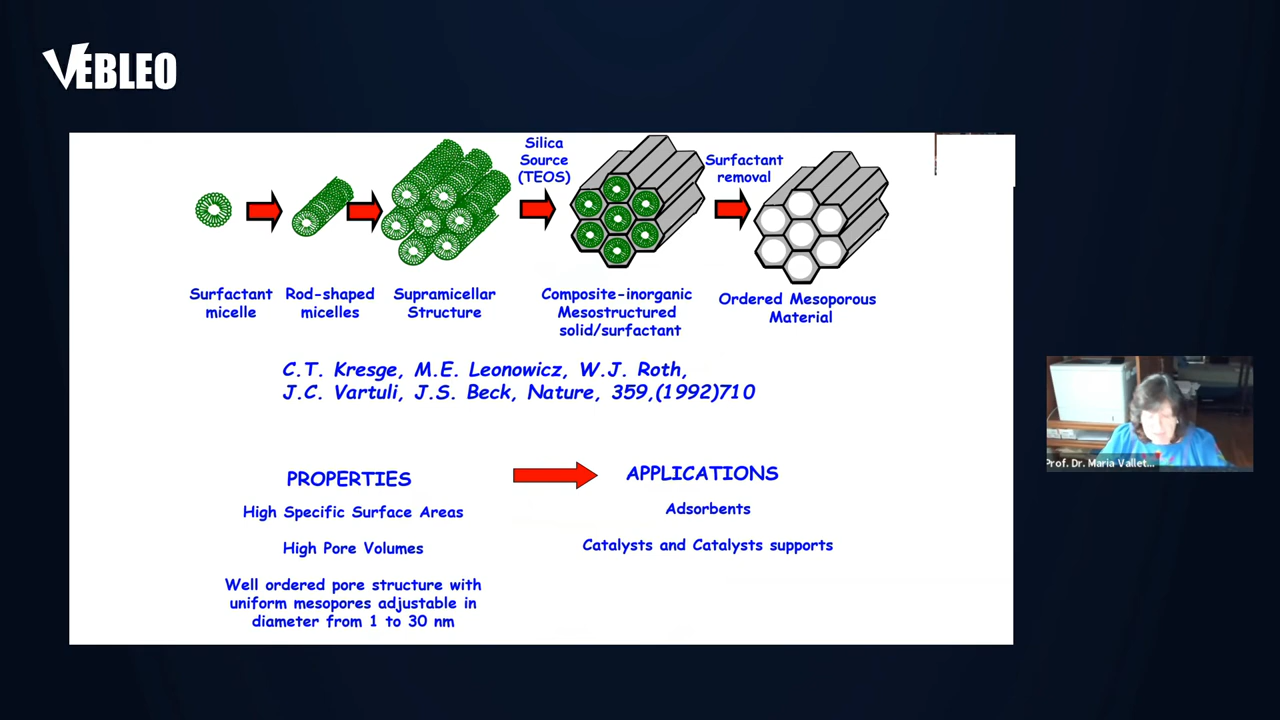 VEBLEO
Silica
Source
(TEOS)
Surfactant
removal
Surfactant
micelle
Rod-shaped
micelles
Supramicellar
Structure
Composite-inorganic
Mesostructured
solid/surfactant
Ordered Mesoporous
Material
C.T. Kresge, M.E. Leonowicz, W.J. Roth,
J.C. Vartuli, J.S. Beck, Nature, 359,(1992)710
PROPERTIES
APPLICATIONS
High Specific Surface Areas
Adsorbents
High Pore Volumes
Catalysts and Catalysts supports
Well ordered pore structure with
uniform mesopores adjustable in
diameter from 1 to 30 nm
Prof. Dr. Maria Vallet...